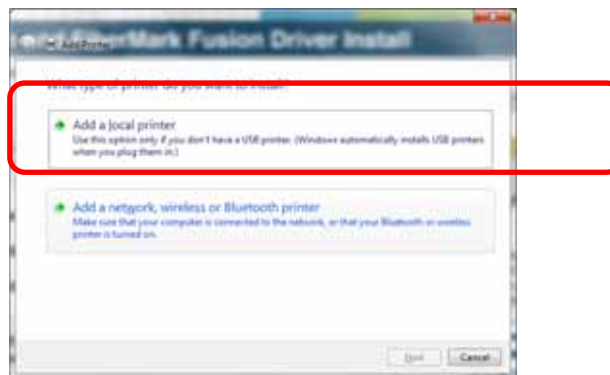 Fusion Driver Install
Add Printer
What type of printer do you want to install?
Add a local printer
Use this option only if you don't have a USB printer. (Windows automatically installs USB printers
when you plug them in.)
Add a network, wireless or Bluetooth printer
Make sure that your computer is connected to the network, or that your Bluetooth or wireless
printer is turned on.
Next
Cancel